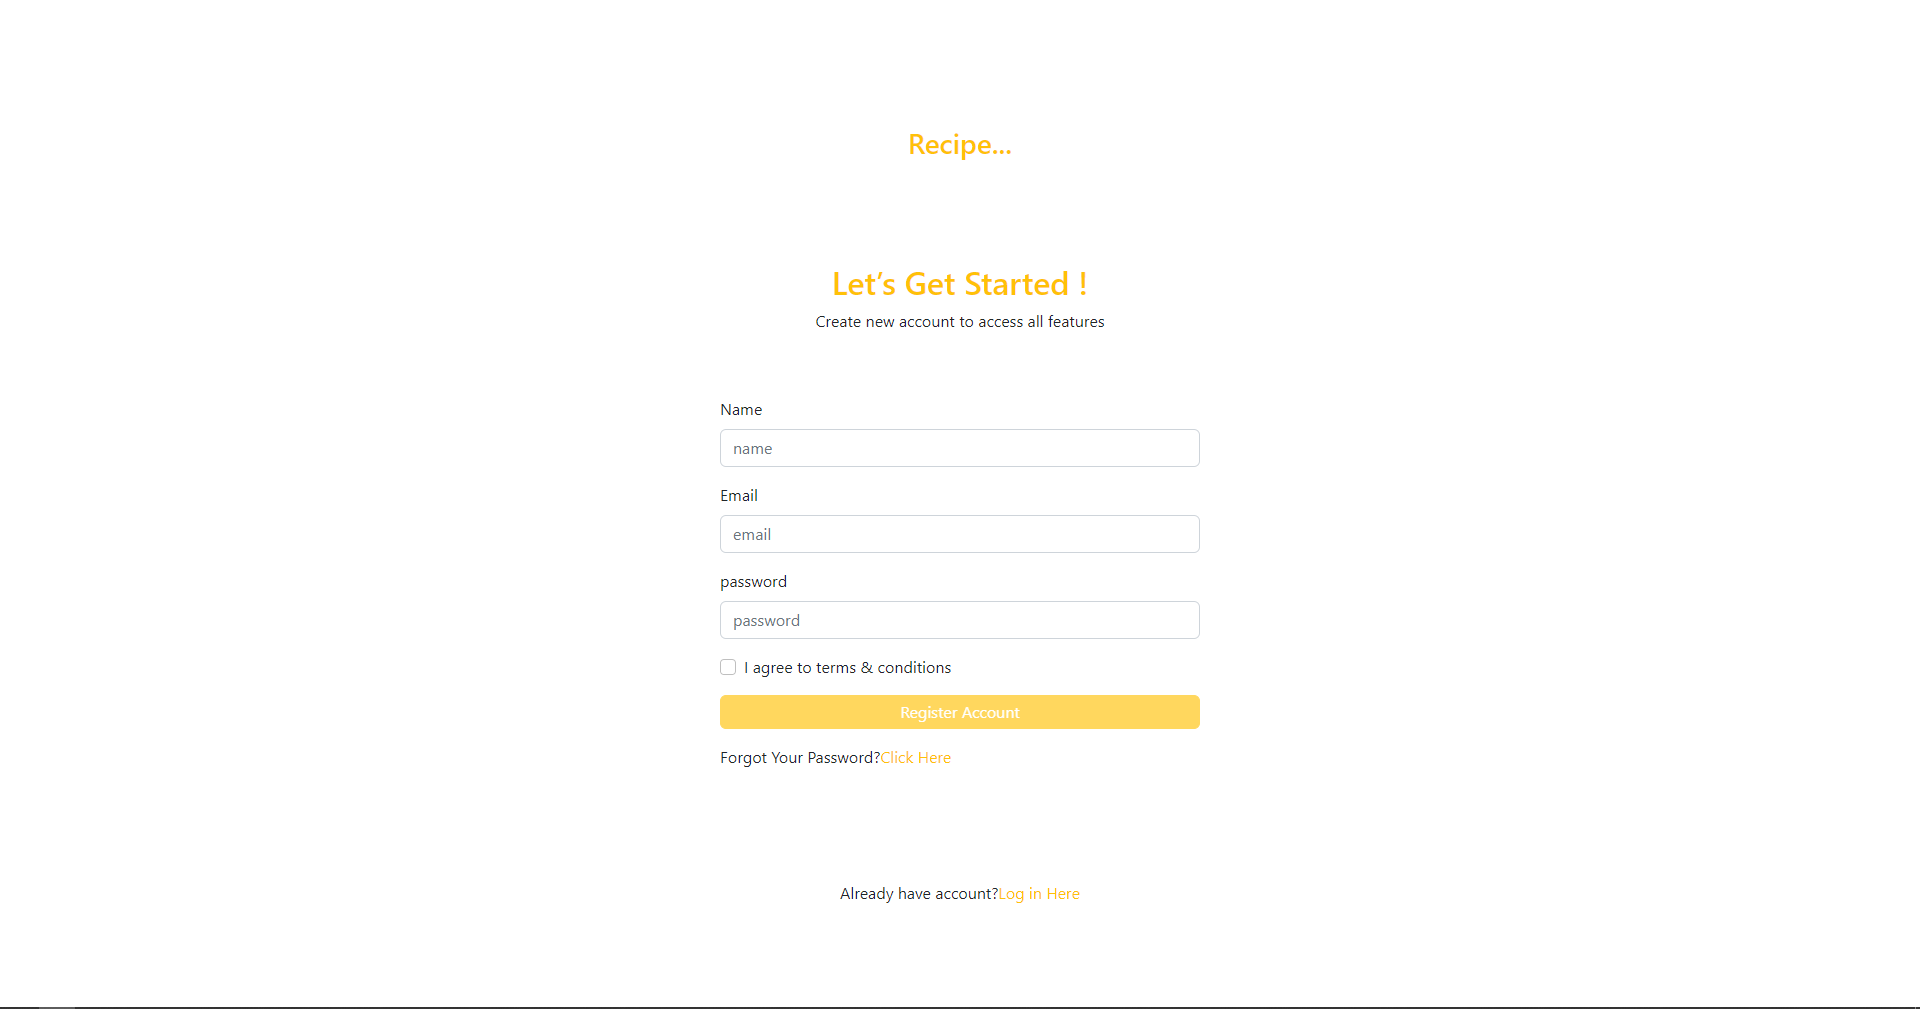 Recipe...
Let's Get Started !
Create new account to access all features
Name
name
Email
email
password
password
I agree to terms & conditions
Register Account
Forgot Your Password?Click Here
Already have account?Log in Here